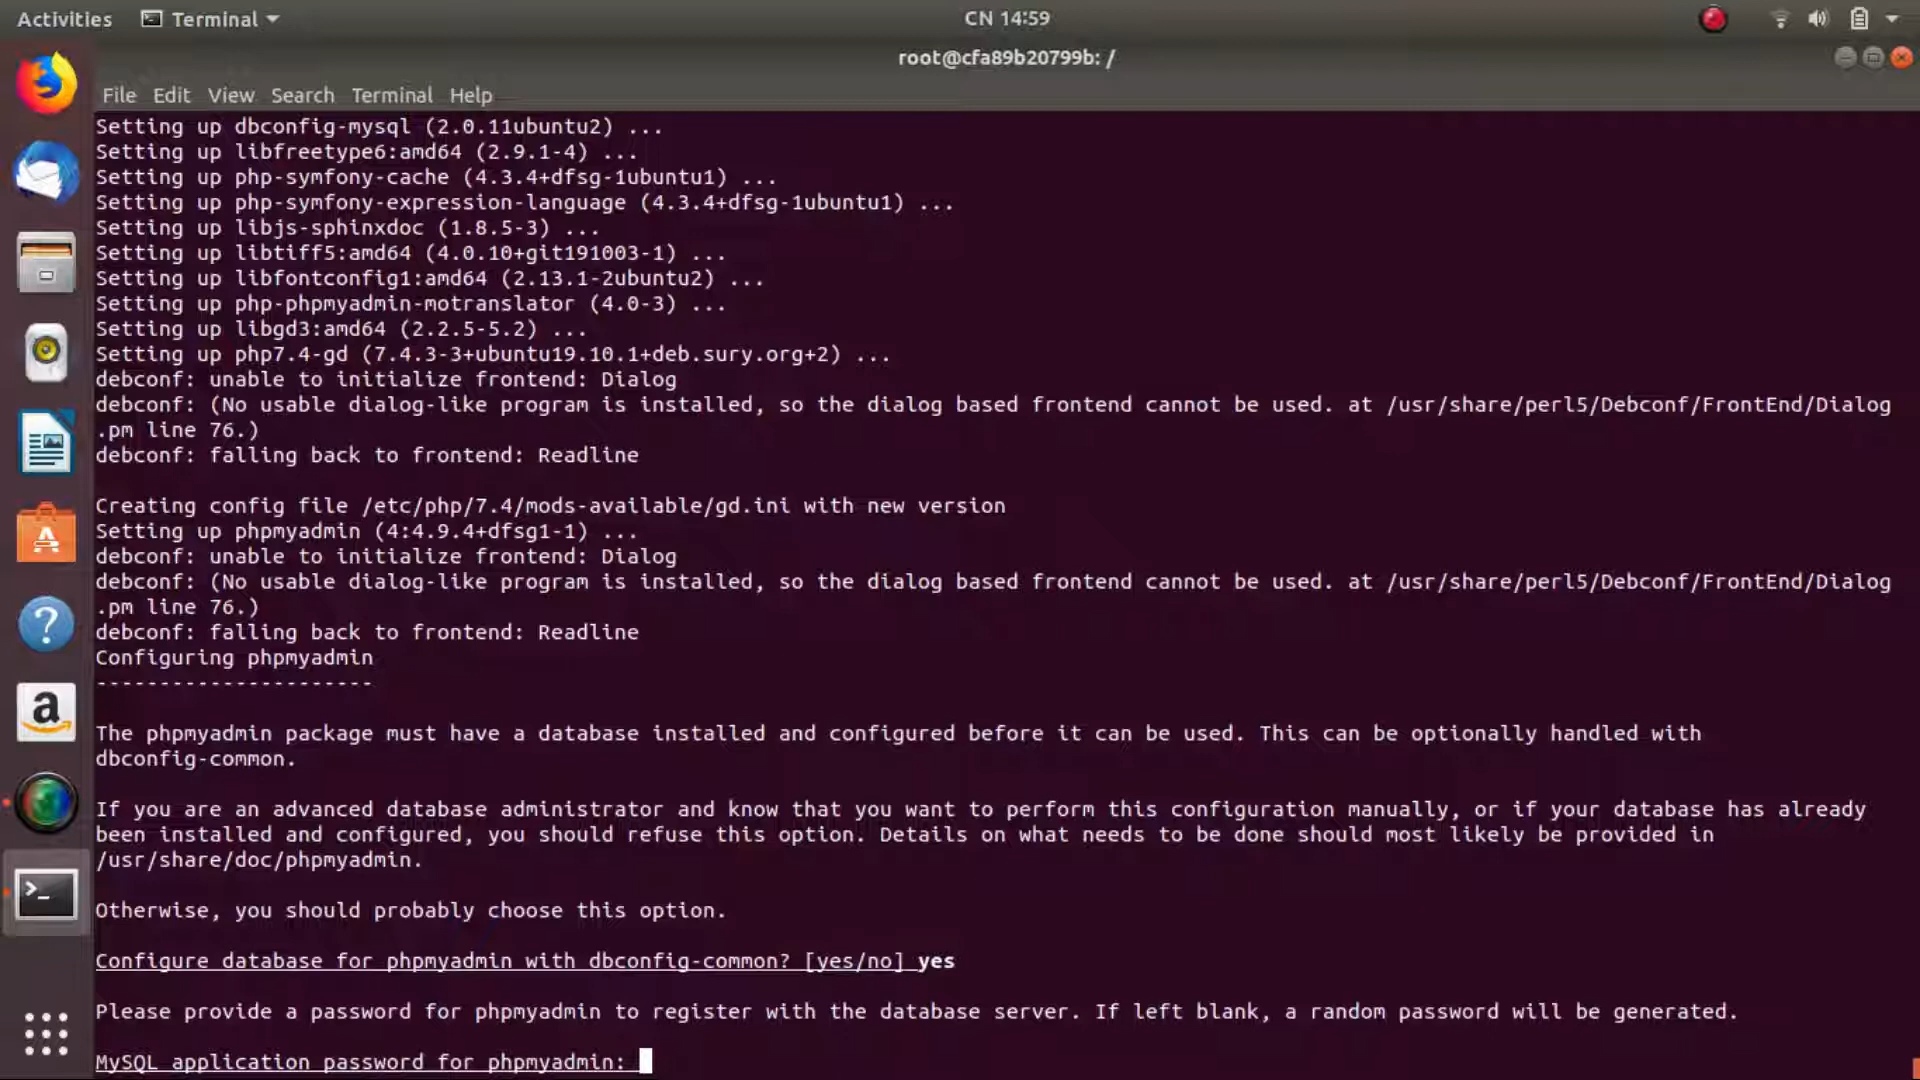 Activities
Terminal
CN 14:59
root@cfa89b20799b: /
File Edit View Search Terminal Help
Setting up dbconfig-mysql (2.0.11ubuntu2) ...
Setting up libfreetype6:amd64 (2.9.1-4) ...
Setting up php-symfony-cache (4.3.4+dfsg-1ubuntu1) ...
Setting up php-symfony-expression-language (4.3.4+dfsg-1ubuntu1) ...
Setting up libjs-sphinxdoc (1.8.5-3) ...
Setting up libtiff5:amd64 (4.0.10+git191003-1) ...
Setting up libfontconfig1:amd64 (2.13.1-2ubuntu2) ...
Setting up php-phpmyadmin-motranslator (4.0-3) ...
Setting up libgd3:amd64 (2.2.5-5.2) ...
Setting up php7.4-gd (7.4.3-3+ubuntu19.10.1+deb.sury.org+2) ...
debconf: unable to initialize frontend: Dialog
debconf: (No usable dialog-like program is installed, so the dialog based frontend cannot be used. at /usr/share/perl5/Debconf/FrontEnd/Dialog
.pm line 76.)
debconf: falling back to frontend: Readline
Creating config file /etc/php/7.4/mods-available/gd.ini with new version
Setting up phpmyadmin (4:4.9.4+dfsg1-1) ...
debconf: unable to initialize frontend: Dialog
debconf: (No usable dialog-like program is installed, so the dialog based frontend cannot be used. at /usr/share/perl5/Debconf/FrontEnd/Dialog
.pm line 76.)
debconf: falling back to frontend: Readline
Configuring phpmyadmin
----------------------
The phpmyadmin package must have a database installed and configured before it can be used. This can be optionally handled with
dbconfig-common.
If you are an advanced database administrator and know that you want to perform this configuration manually, or if your database has already
been installed and configured, you should refuse this option. Details on what needs to be done should most likely be provided in
/usr/share/doc/phpmyadmin.
Otherwise, you should probably choose this option.
Configure database for phpmyadmin with dbconfig-common? [yes/no] yes
Please provide a password for phpmyadmin to register with the database server. If left blank, a random password will be generated.
MySQL application password for phpmyadmin: